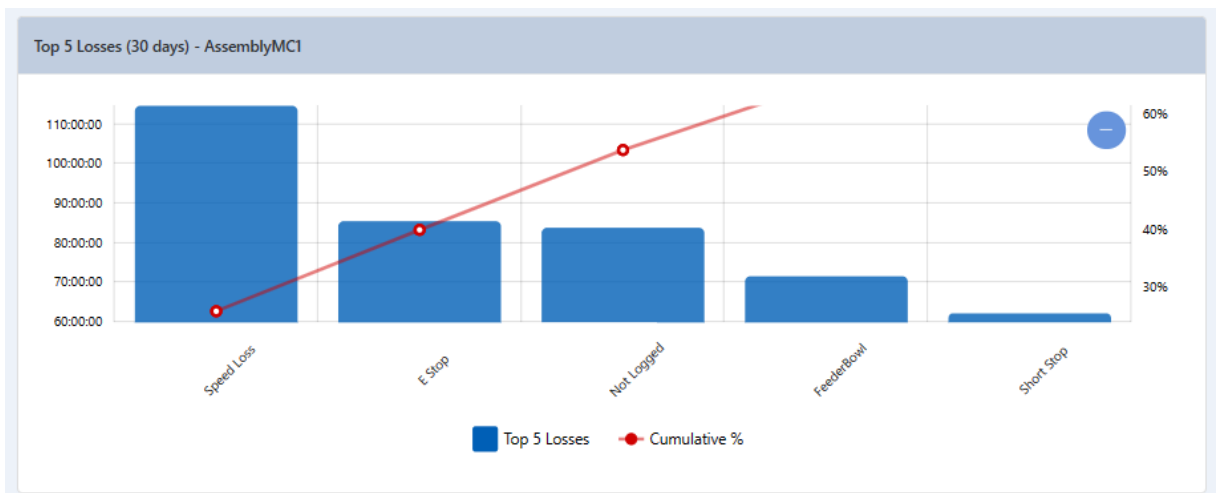 Top 5 Losses (30 days) - AssemblyMC1
110:00:00
100:00:00
90:00:00
80:00:00
70:00:00
60:00:00
60%
50%
40%
30%
Speed Loss
E Stop
Not Logged
FeederBowl
Short Stop
Top 5 Losses
Cumulative %